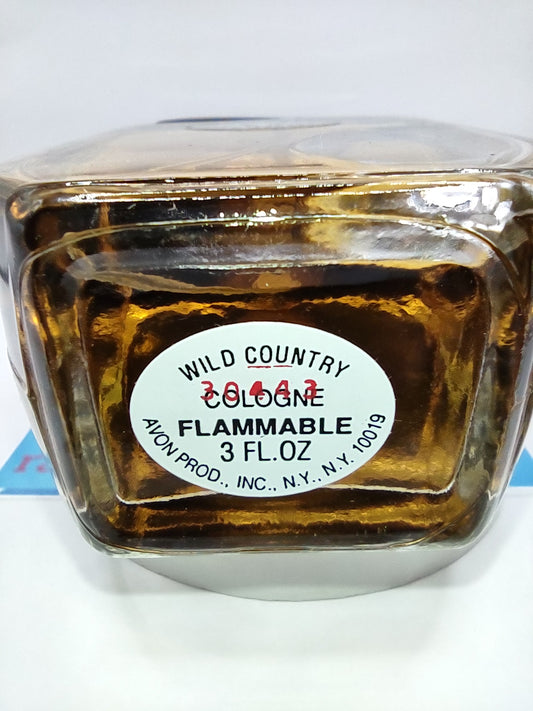 WILD COUNTRY
30443
COLOGNE
FLAMMABLE
3 FL.OZ
AVON PROD., INC., N.Y., N.Y. 10019